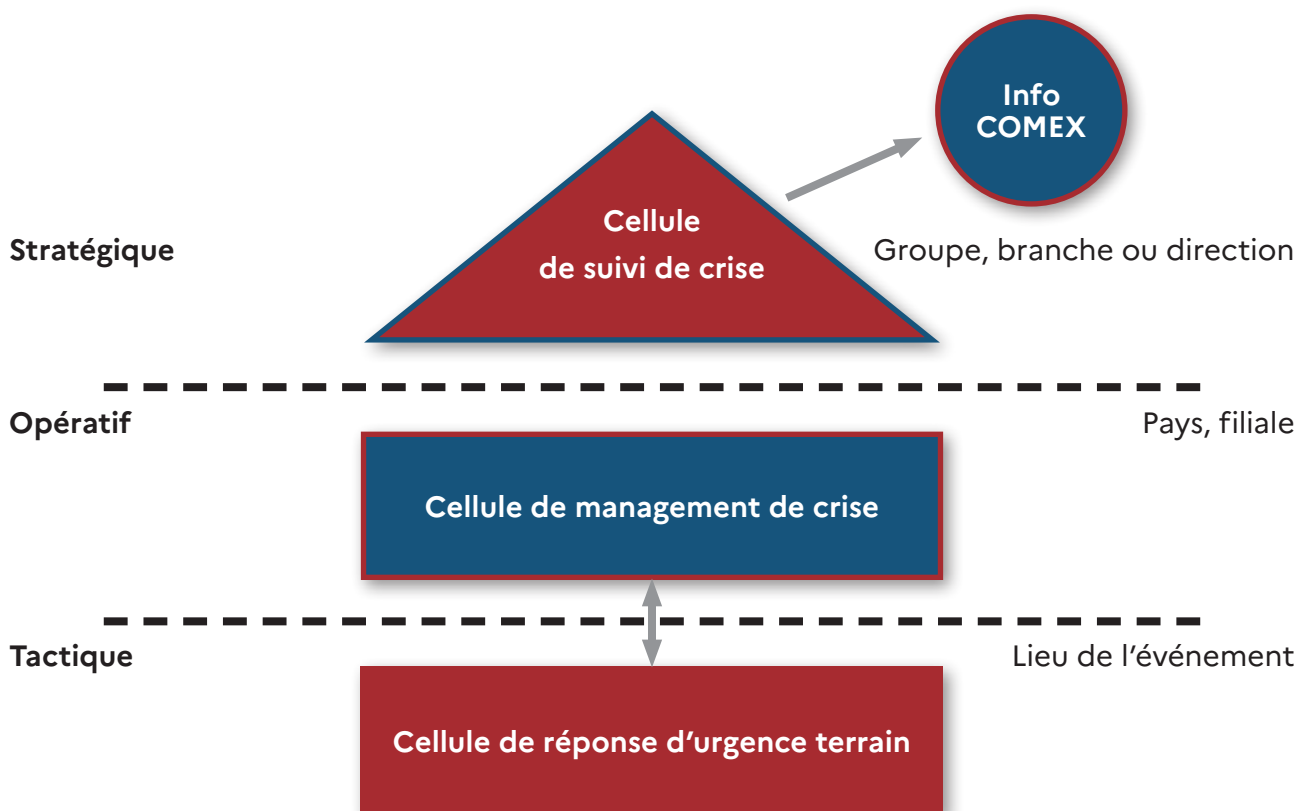 Info
COMEX
Cellule
de suivi de crise
Stratégique
Groupe, branche ou direction
Opératif
Pays, filiale
Cellule de management de crise
Tactique
Lieu de l’événement
Cellule de réponse d’urgence terrain